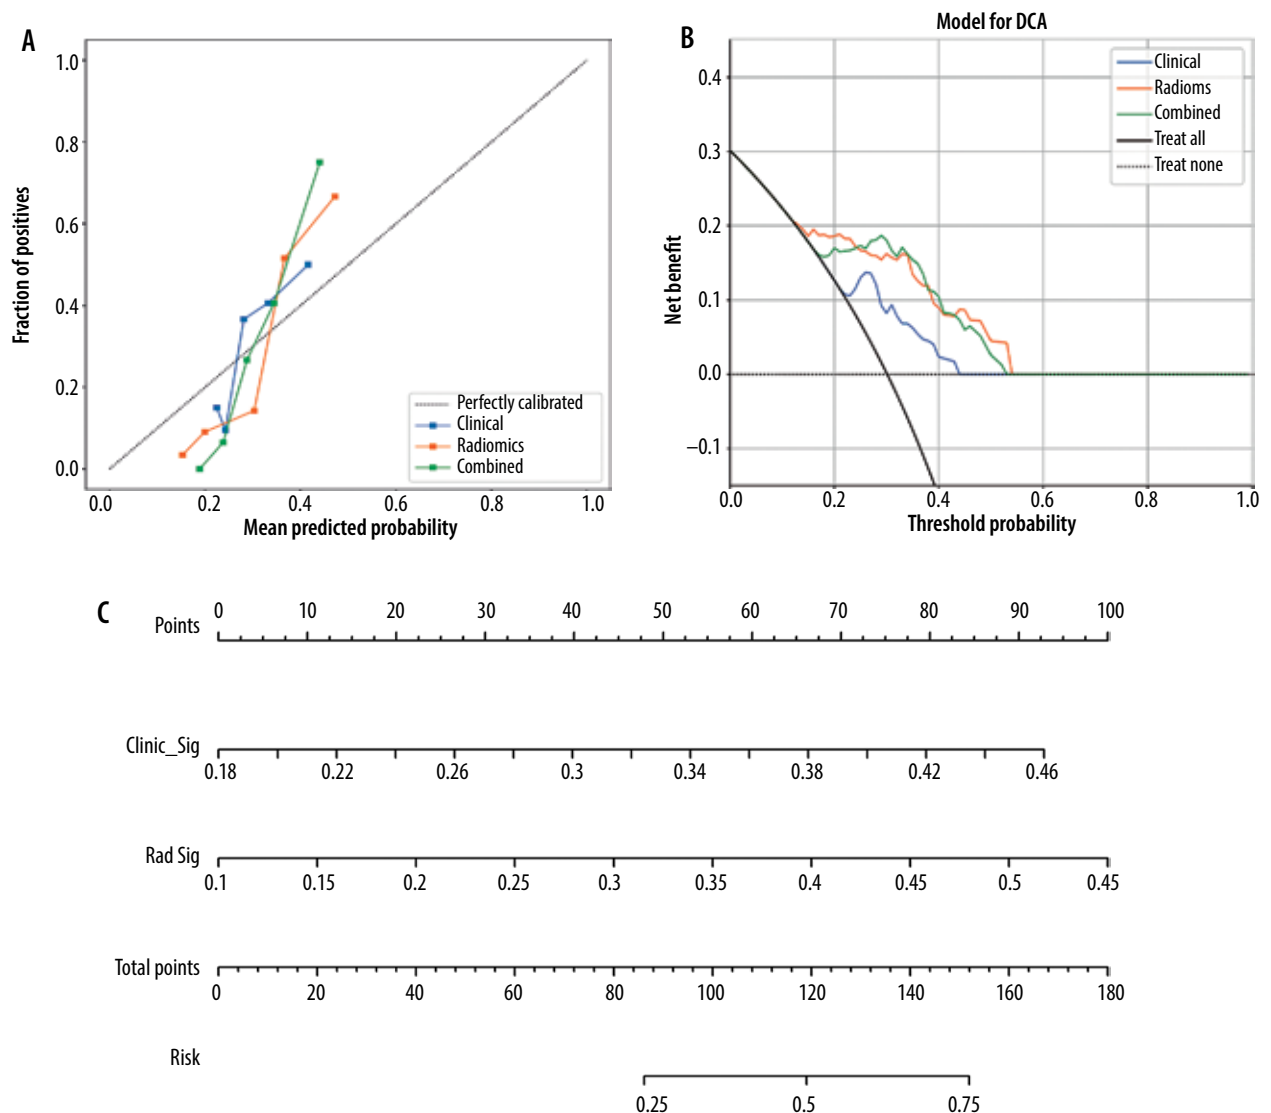 A
1.0
0.8
0.6
0.4
0.2
0.0
Fraction of positives
0.0 0.2 0.4 0.6 0.8 1.0
Mean predicted probability
Perfectly calibrated
Clinical
Radiomics
Combined
B
Model for DCA
0.4
0.3
0.2
0.1
0.0
−0.1
Net benefit
0.0 0.2 0.4 0.6 0.8 1.0
Threshold probability
Clinical
Radioms
Combined
Treat all
Treat none
C
Points 0 10 20 30 40 50 60 70 80 90 100
Clinic_Sig
0.18 0.22 0.26 0.3 0.34 0.38 0.42 0.46
Rad Sig
0.1 0.15 0.2 0.25 0.3 0.35 0.4 0.45 0.5 0.45
Total points
0 20 40 60 80 100 120 140 160 180
Risk
0.25 0.5 0.75